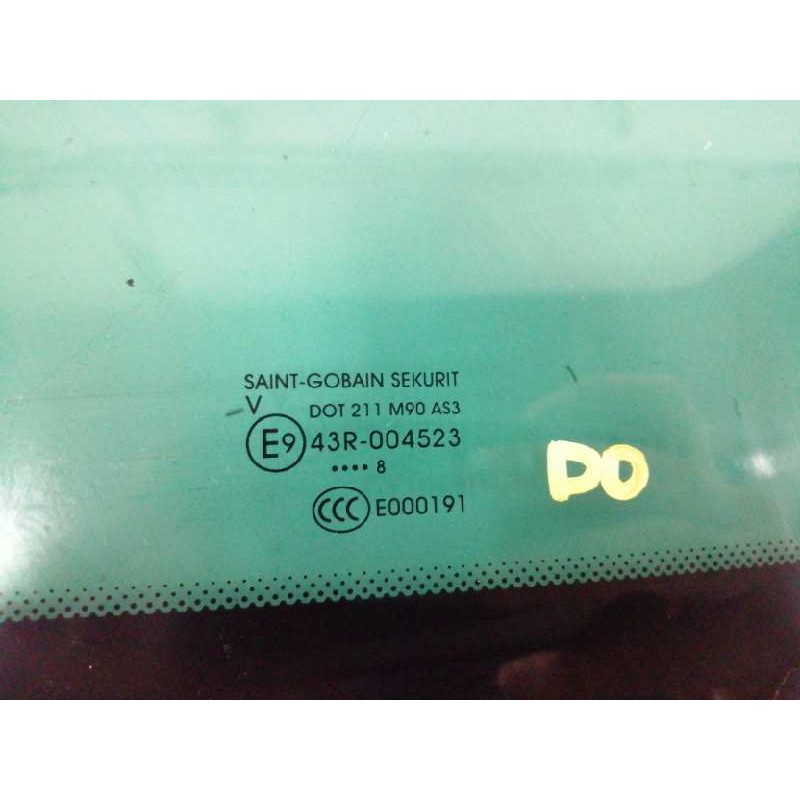 SAINT-GOBAIN SEKURIT
V DOT 211 M90 AS3
E9 43R-004523
•••• 8
CCC E000191
DO